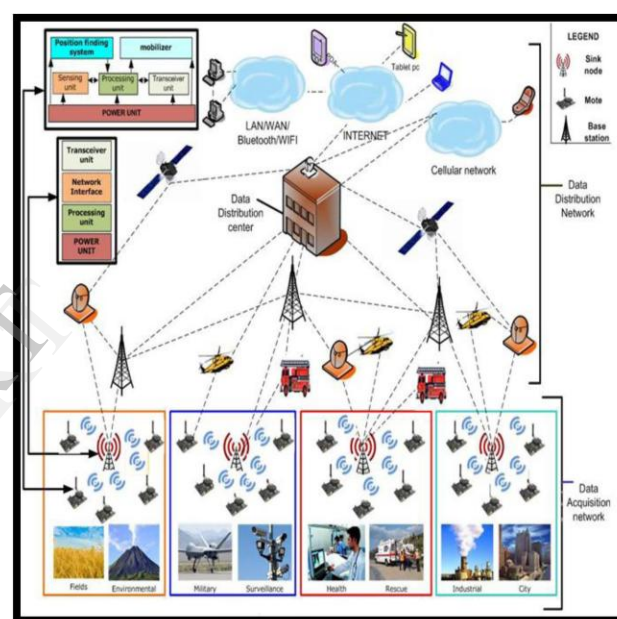 Position finding
system
mobilizer
Sensing
unit
Processing
unit
Transceiver
unit
POWER UNIT
Transceiver
unit
Network
Interface
Processing
unit
POWER
UNIT
LAN/WAN/
Bluetooth/WIFI
INTERNET
Tablet pc
Cellular network
LEGEND
Sink
node
Mote
Base
station
Data
Distribution
center
Data
Distribution
Network
Data
Acquisition
network
Fields
Environmental
Military
Surveillance
Health
Rescue
Industrial
City